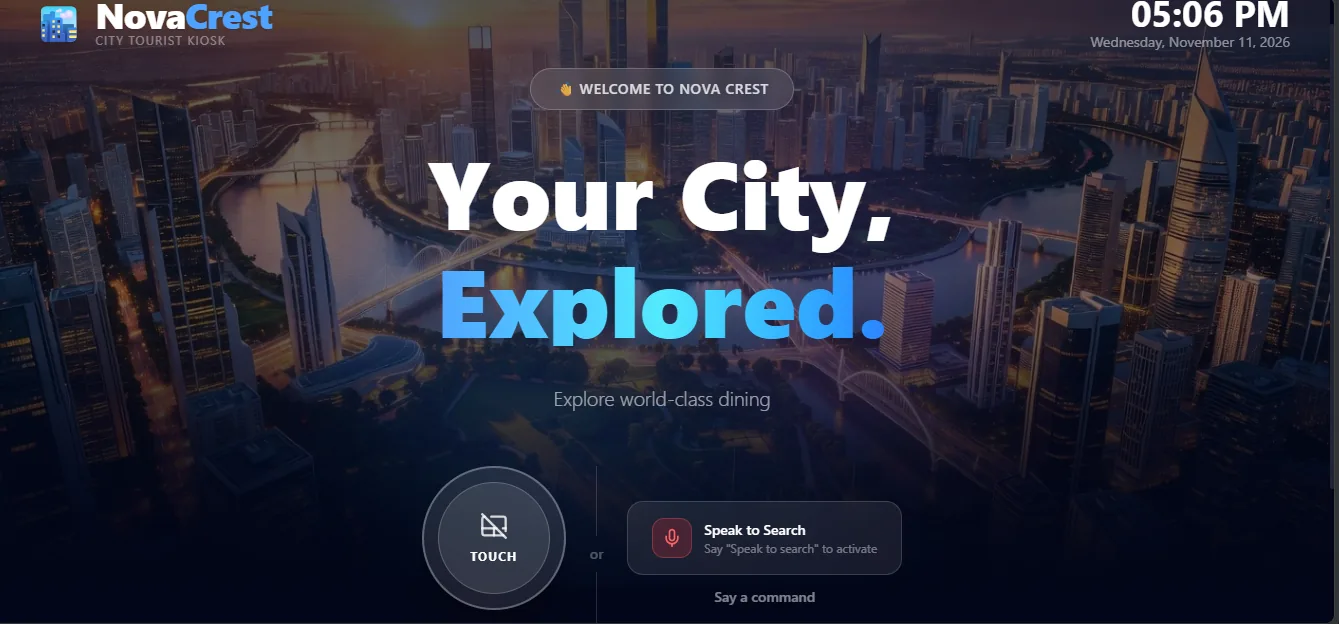 NovaCrest
CITY TOURIST KIOSK
05:06 PM
Wednesday, November 11, 2026
👋 WELCOME TO NOVA CREST
Your City,
Explored.
Explore world-class dining
TOUCH
or
Speak to Search
Say "Speak to search" to activate
Say a command